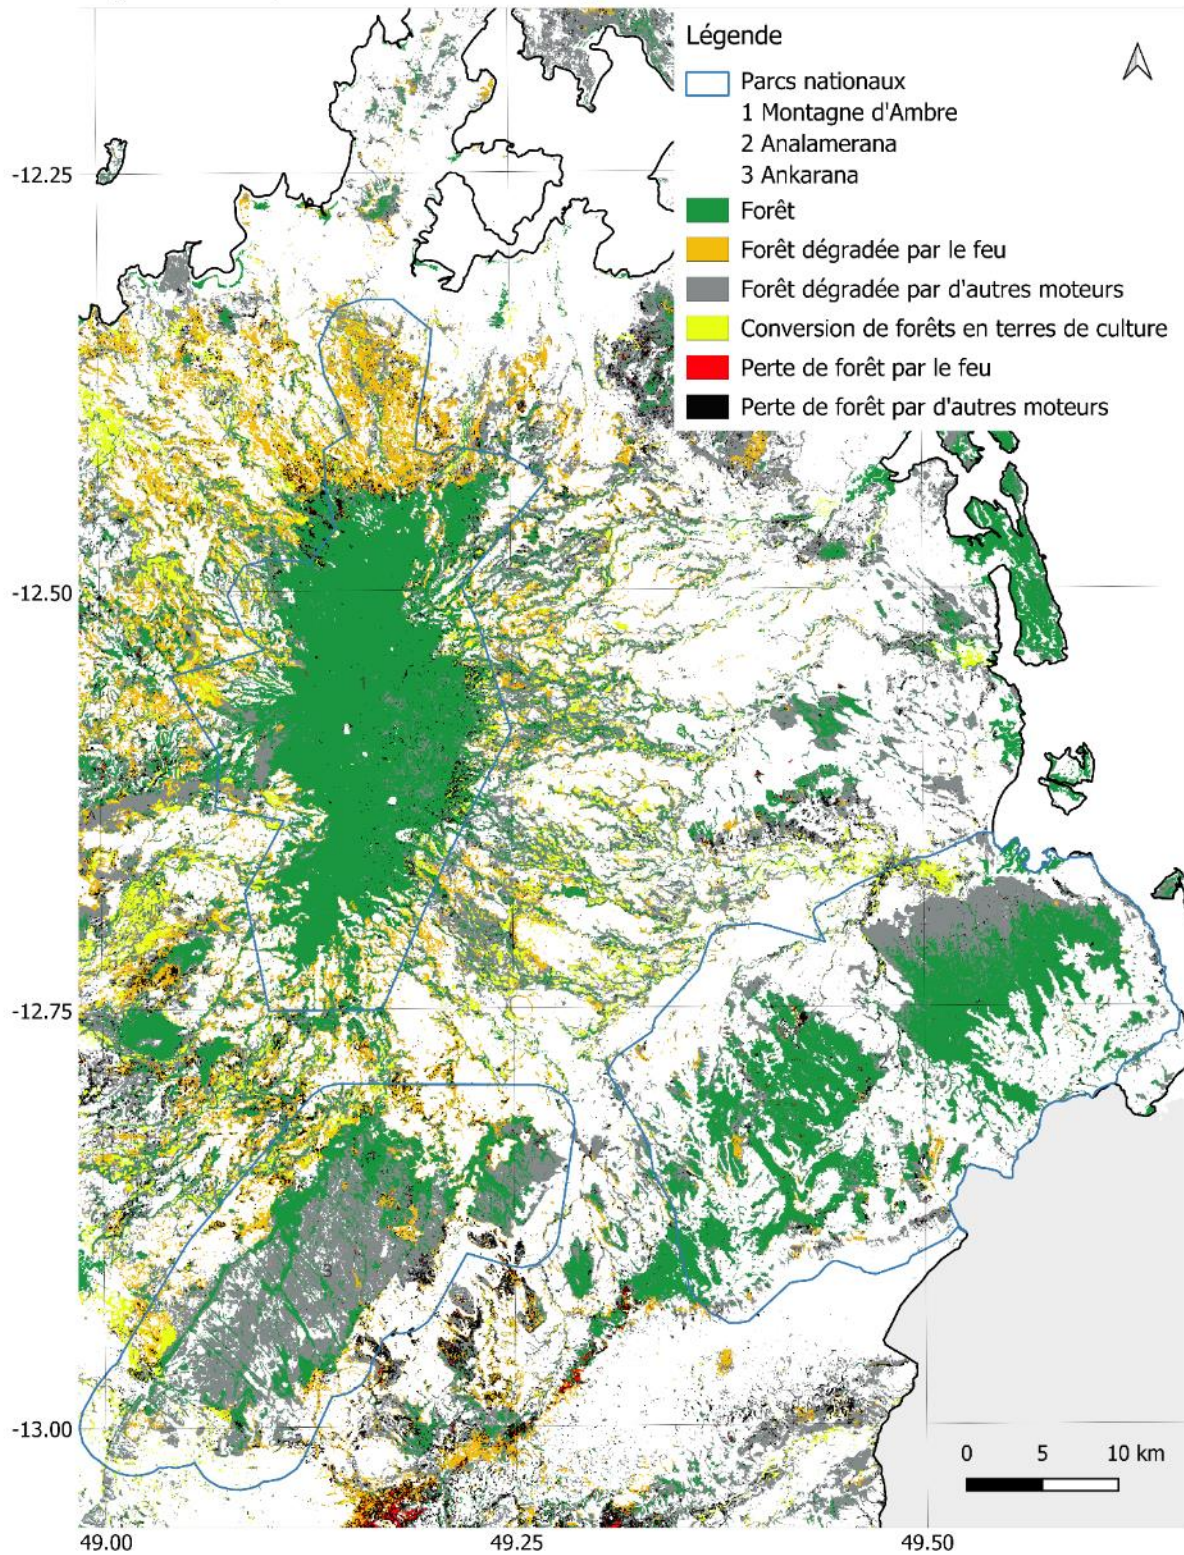 Légende
Parcs nationaux
1 Montagne d'Ambre
2 Analamerana
3 Ankarana
Forêt
Forêt dégradée par le feu
Forêt dégradée par d'autres moteurs
Conversion de forêts en terres de culture
Perte de forêt par le feu
Perte de forêt par d'autres moteurs
-12.25
-12.50
-12.75
3
-13.00
0 5 10 km
49.00 49.25 49.50